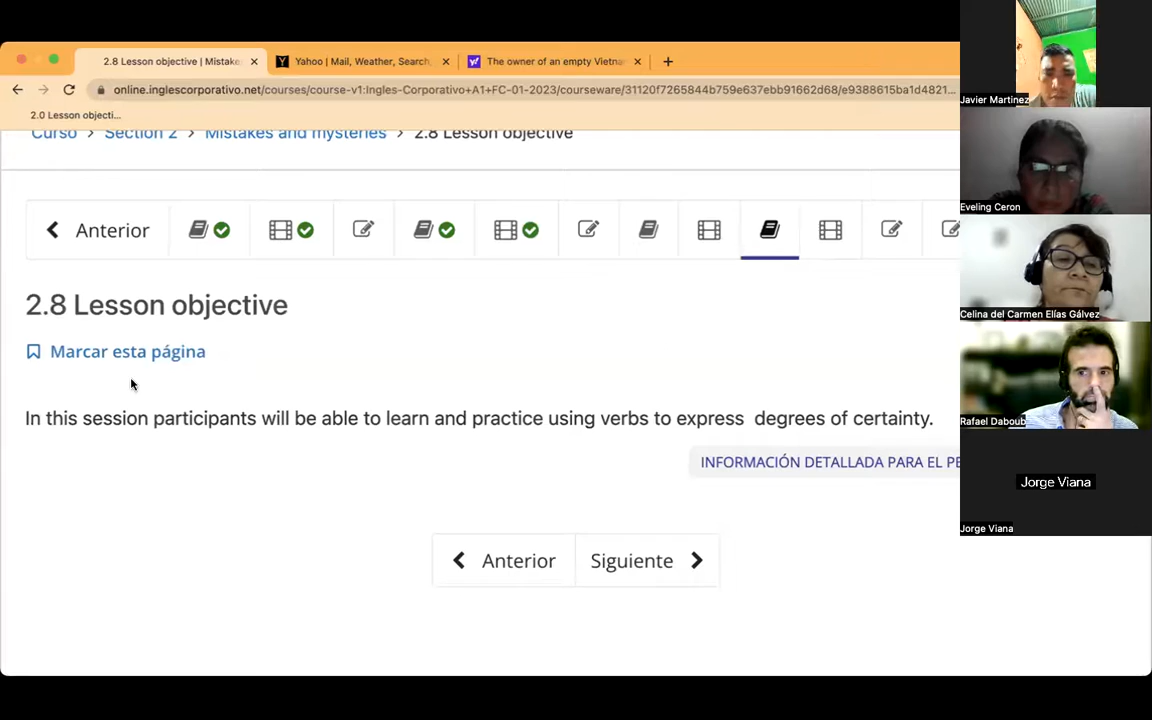 2.8 Lesson objective | Mistake
Yahoo | Mail, Weather, Search,
The owner of an empty Vietna
online.inglescorporativo.net/courses/course-v1:Ingles-Corporativo+A1+FC-01-2023/courseware/31120f7265844b759e637ebb91662d68/e9388615ba1d4821...
2.0 Lesson objecti...
Curso > Section 2 > Mistakes and mysteries > 2.8 Lesson objective
Anterior
2.8 Lesson objective
Marcar esta página
In this session participants will be able to learn and practice using verbs to express degrees of certainty.
INFORMACIÓN DETALLADA PARA EL PE
Anterior
Siguiente
Javier Martinez
Eveling Ceron
Celina del Carmen Elías Gálvez
Rafael Daboub
Jorge Viana
Jorge Viana